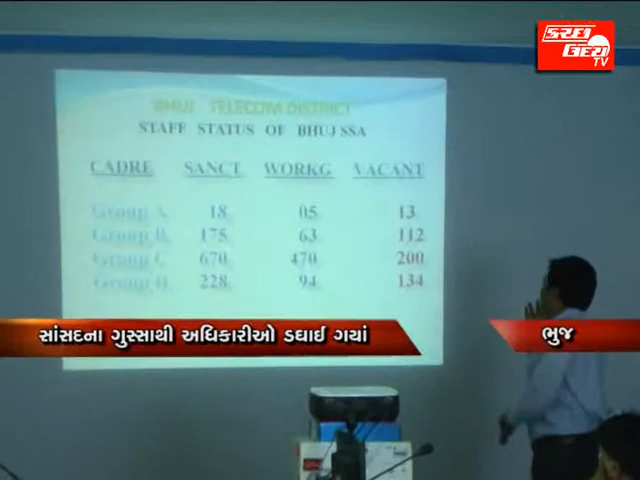 કચ્છ
ઉદય
TV
BHUJ TELECOM DISTRICT
STAFF STATUS OF BHUJ SSA
CADRE SANCT WORKG VACANT
Group A 18 05 13
Group B 175 63 112
Group C 670 470 200
Group D 228 94 134
સાંસદના ગુસ્સાથી અધિકારીઓ ડઘાઈ ગયાં
ભુજ